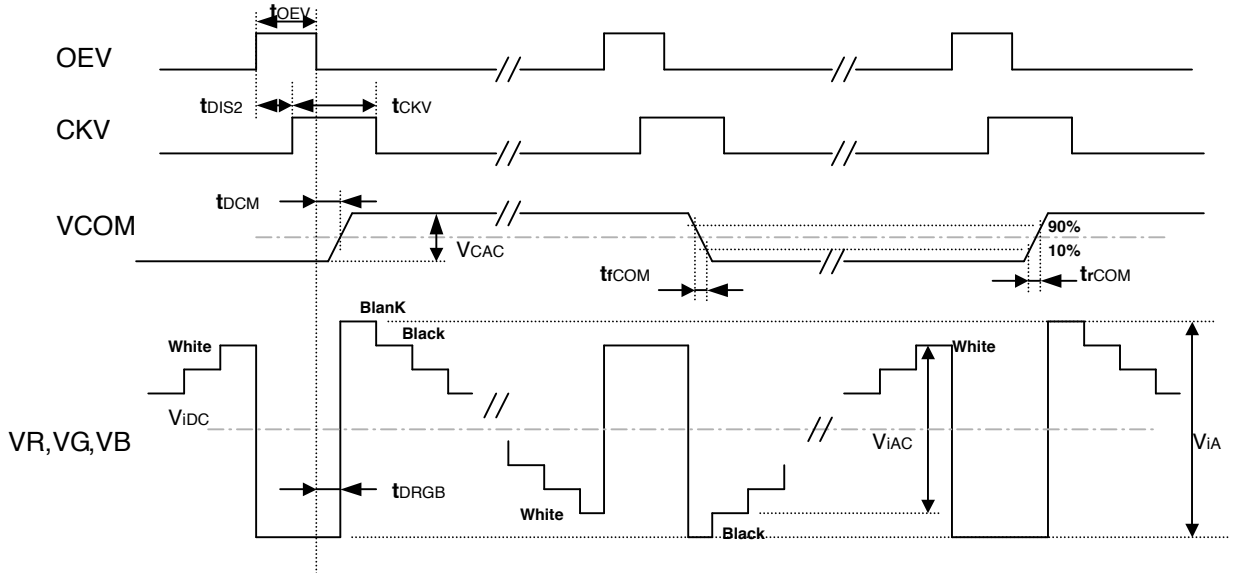 tOEV
OEV
tDIS2
tCKV
CKV
tDCM
VCOM
VCAC
90%
10%
tfCOM
trCOM
BlanK
Black
White
White
ViDC
VR,VG,VB
ViAC
ViA
tDRGB
White
Black